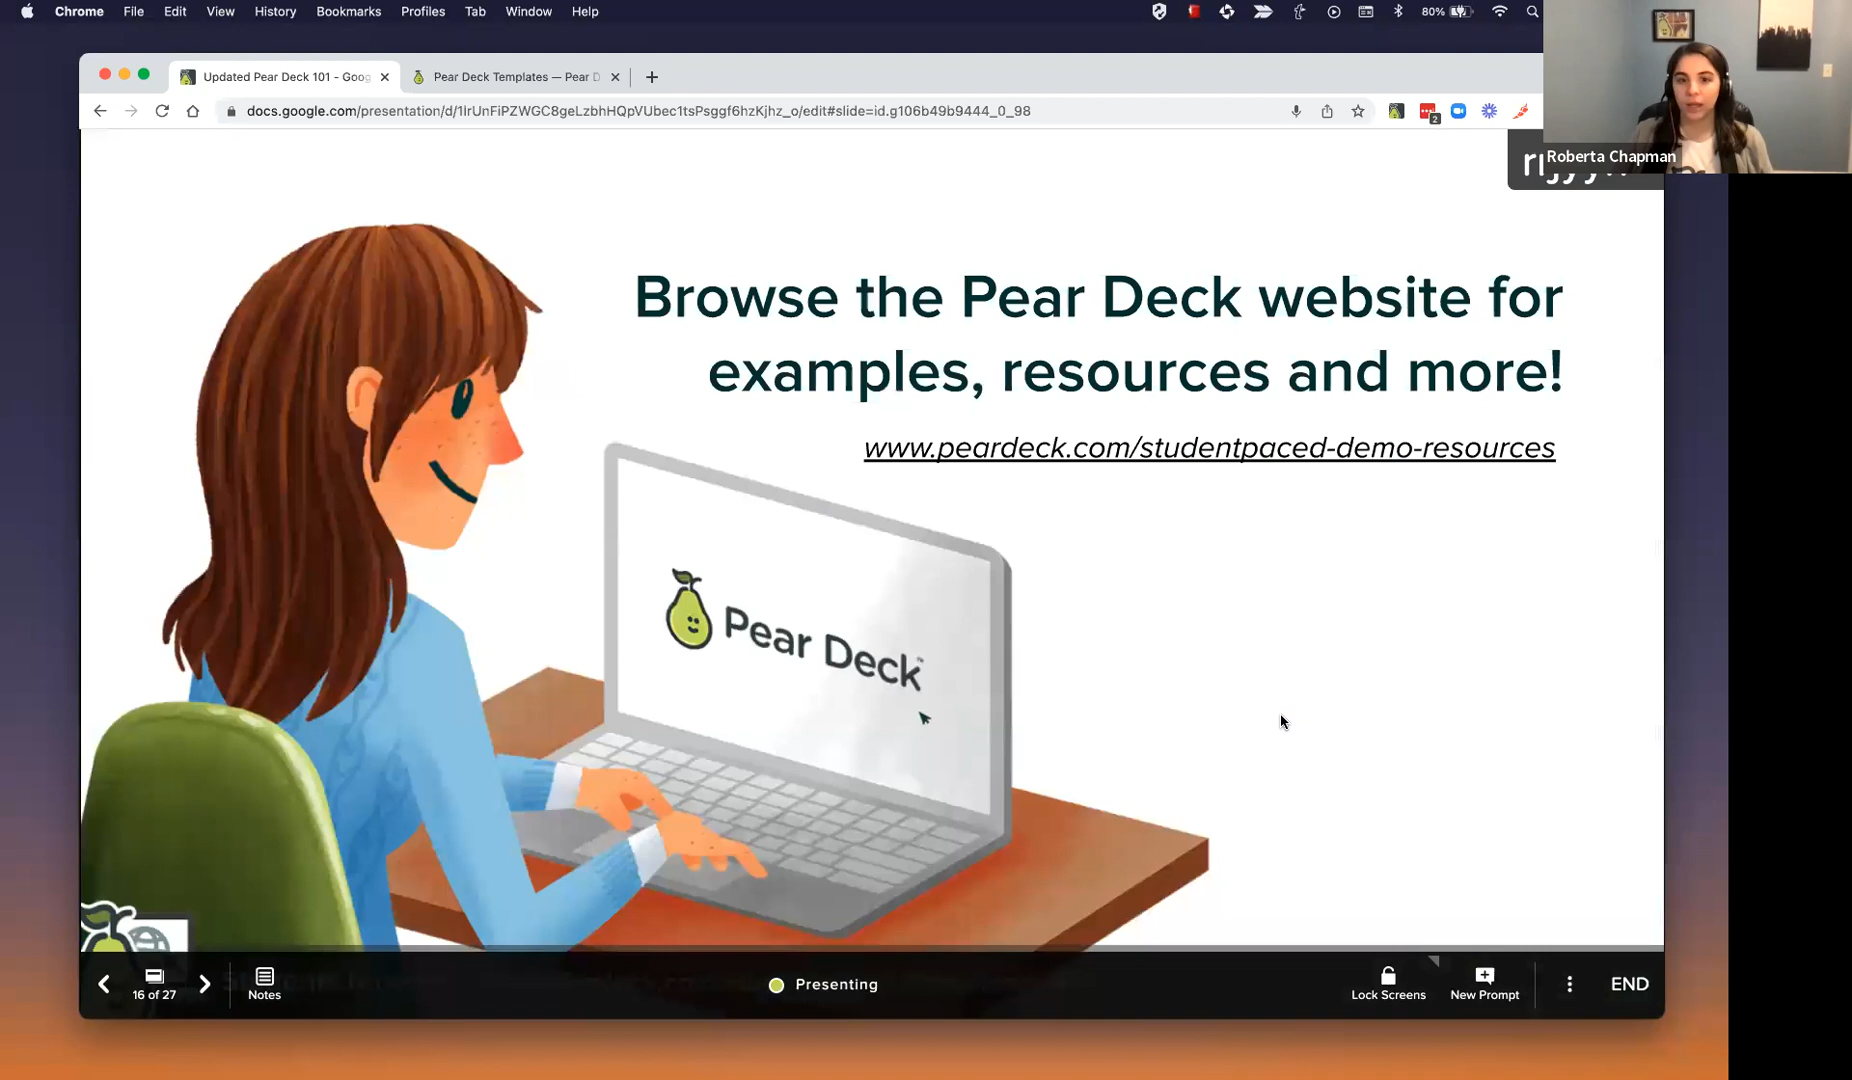 Chrome File Edit View History Bookmarks Profiles Tab Window Help 80%
Updated Pear Deck 101 - Goog
Pear Deck Templates — Pear D
docs.google.com/presentation/d/1IrUnFiPZWGC8geLzbhHQpVUbec1tsPsggf6hzKjhz_o/edit#slide=id.g106b49b9444_0_98
2
Roberta Chapman
Browse the Pear Deck website for
examples, resources and more!
www.peardeck.com/studentpaced-demo-resources
Pear Deck™
16 of 27
Notes
Presenting
Lock Screens
New Prompt
END